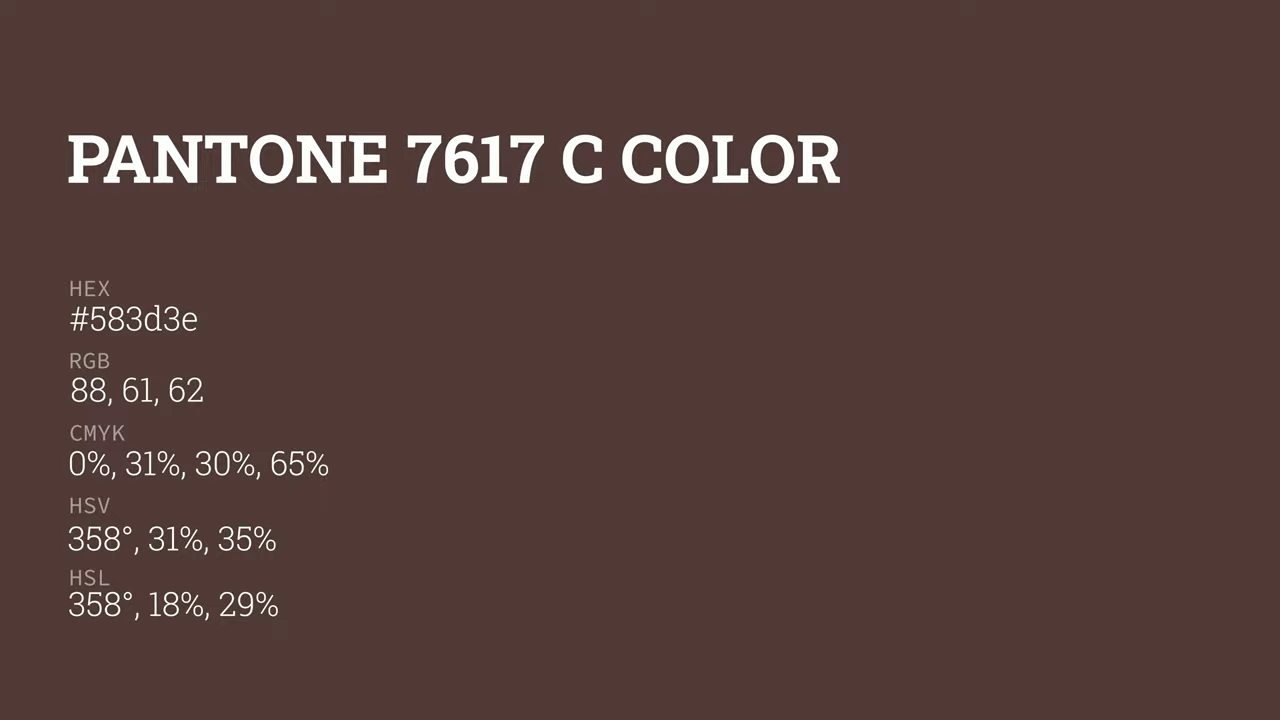 PANTONE 7617 C COLOR
HEX
#583d3e
RGB
88, 61, 62
CMYK
0%, 31%, 30%, 65%
HSV
358°, 31%, 35%
HSL
358°, 18%, 29%